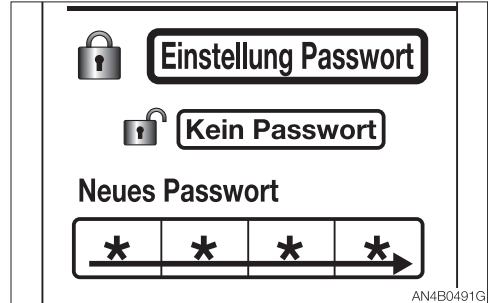 Einstellung Passwort
Kein Passwort
Neues Passwort
* * * *
AN4B0491G